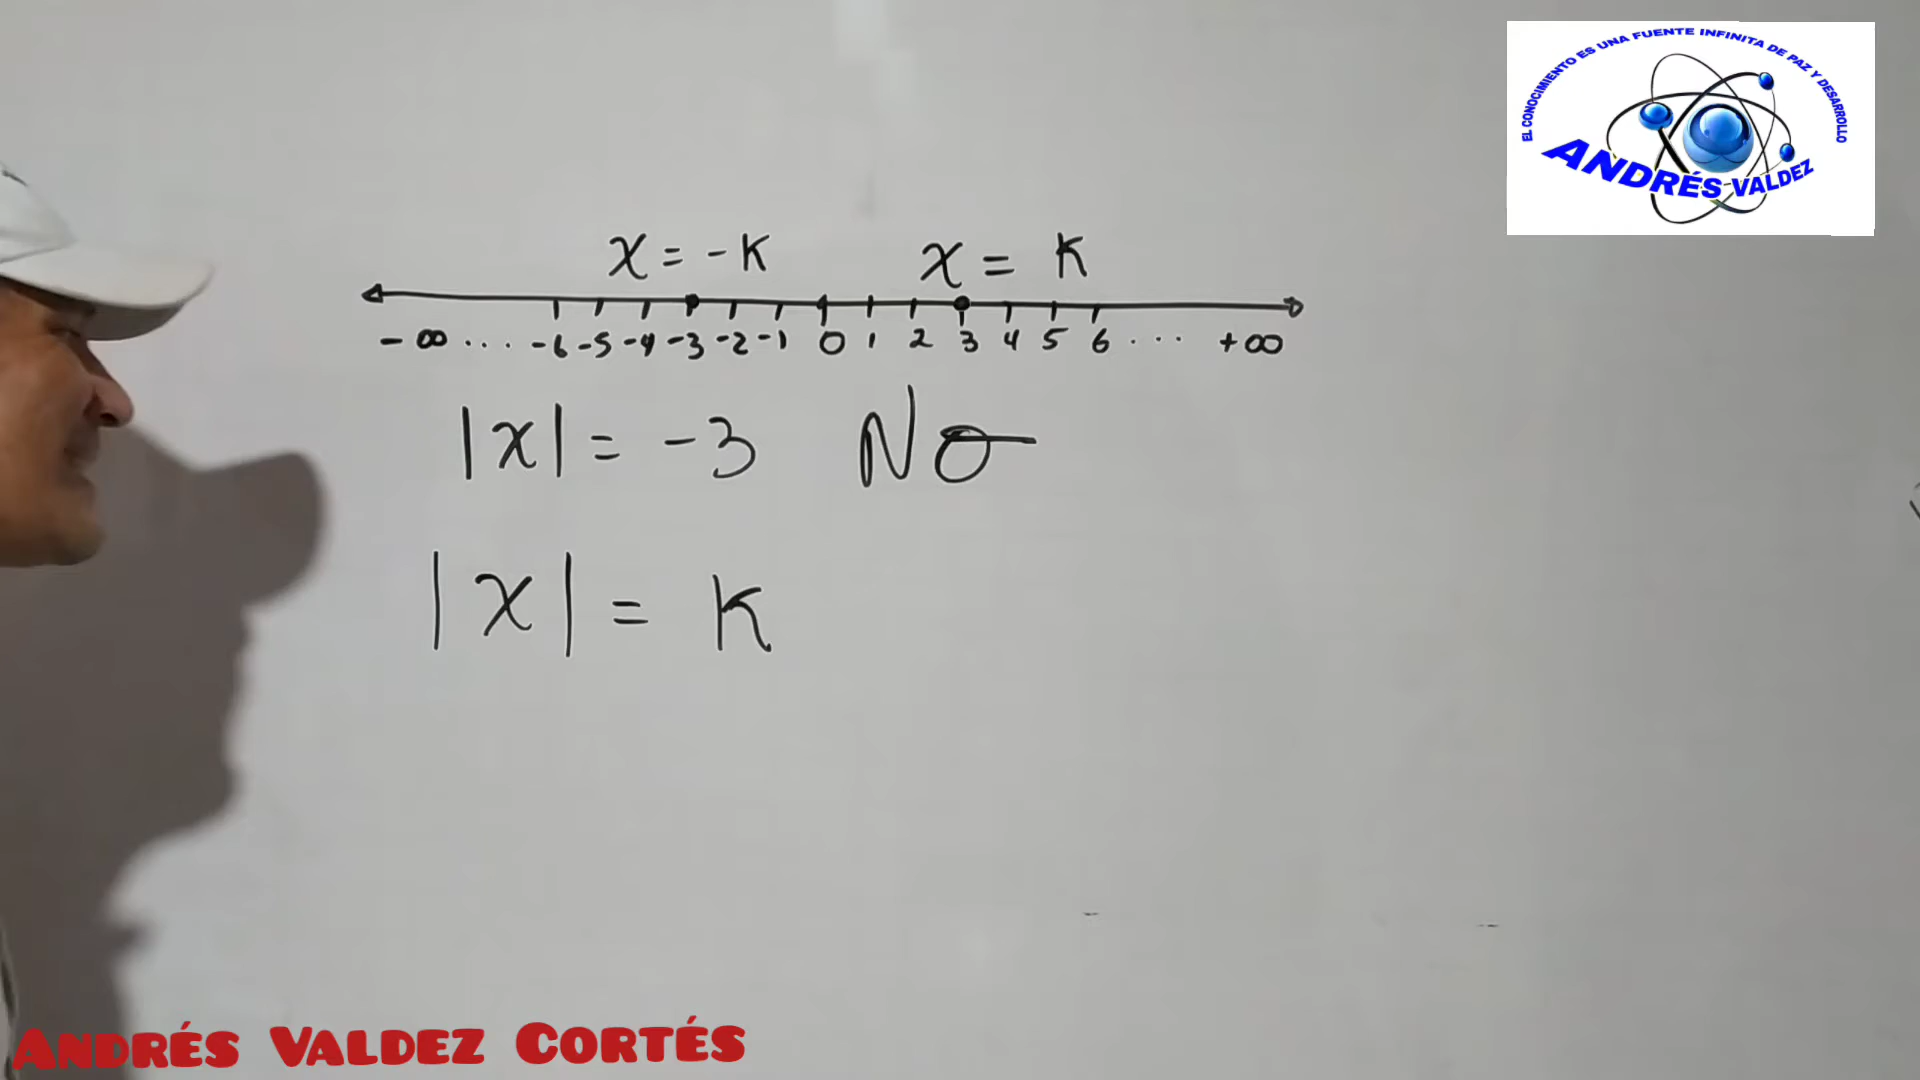 EL CONOCIMIENTO ES UNA FUENTE INFINITA DE PAZ Y DESARROLLO
ANDRÉS VALDEZ
x = -K x = K
-∞ .... -6 -5 -4 -3 -2 -1 0 1 2 3 4 5 6 ... +∞
|x| = -3 No
|x| = K
ANDRÉS VALDEZ CORTÉS